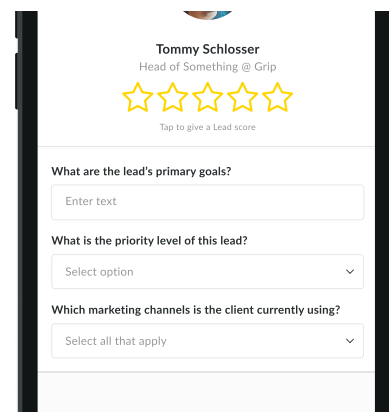 Tommy Schlosser
Head of Something @ Grip
Tap to give a Lead score
What are the lead's primary goals?
Enter text
What is the priority level of this lead?
Select option
Which marketing channels is the client currently using?
Select all that apply